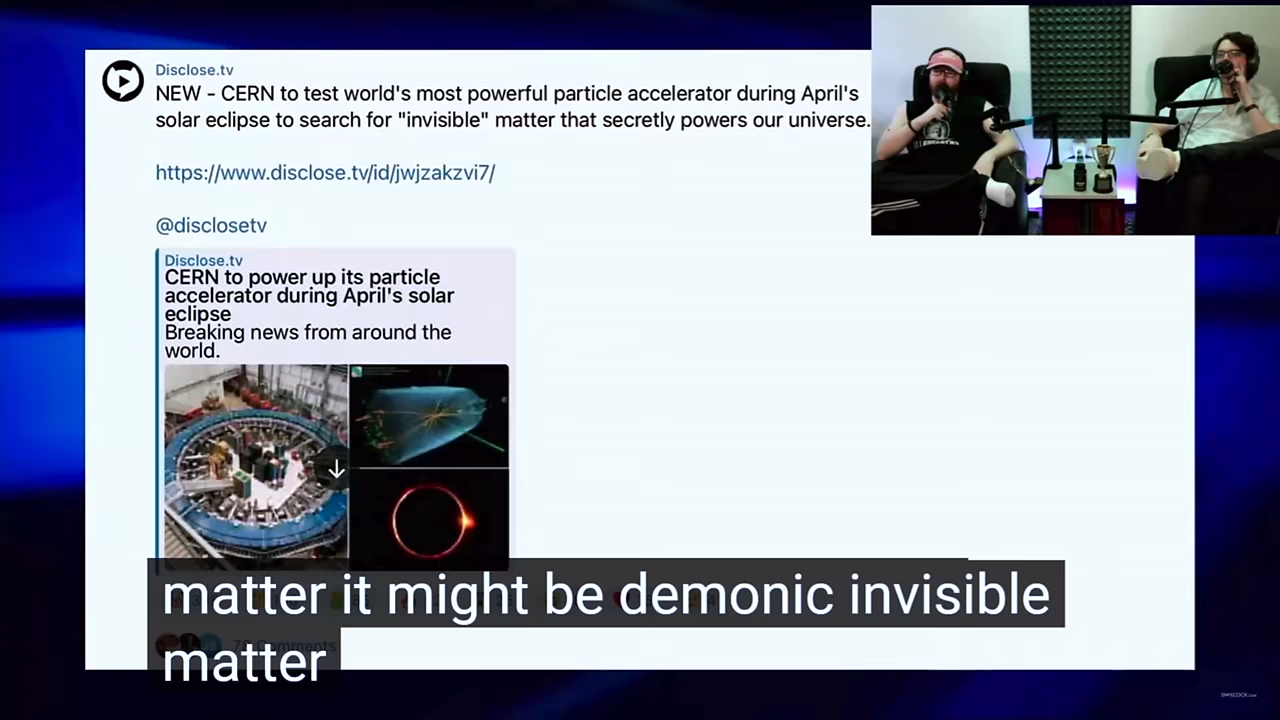 Disclose.tv
NEW - CERN to test world's most powerful particle accelerator during April's
solar eclipse to search for "invisible" matter that secretly powers our universe.
https://www.disclose.tv/id/jwjzakzvi7/
@disclosetv
Disclose.tv
CERN to power up its particle
accelerator during April's solar
eclipse
Breaking news from around the
world.
matter it might be demonic invisible
Comments
matter